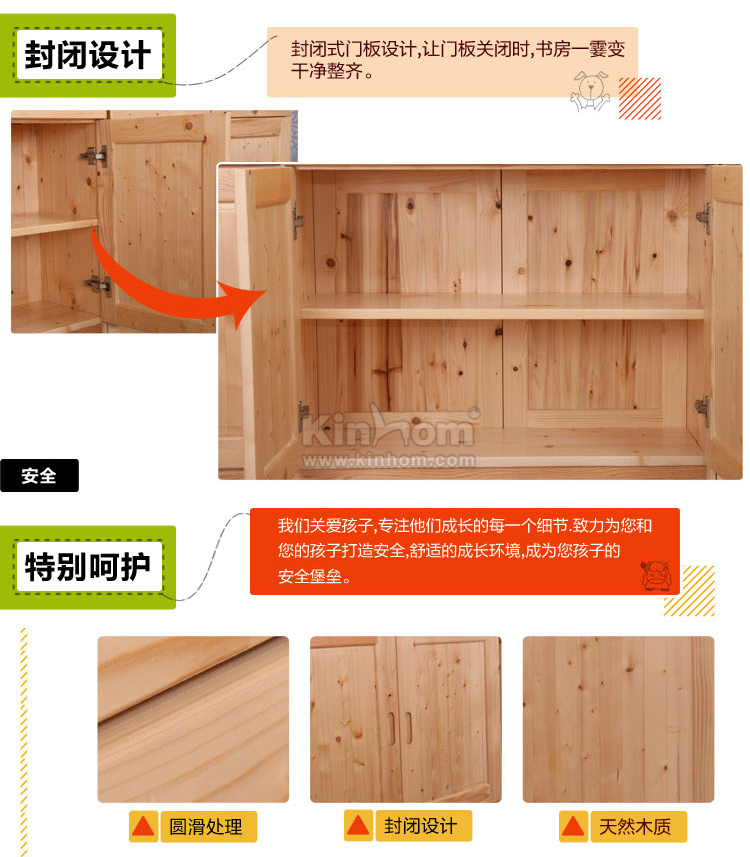 封闭设计
封闭式门板设计,让门板关闭时,书房一霎变
干净整齐。
Kinhom
www.kinhom.com
安全
特别呵护
我们关爱孩子,专注他们成长的每一个细节.致力为您和
您的孩子打造安全,舒适的成长环境,成为您孩子的
安全堡垒。
圆滑处理
封闭设计
天然木质